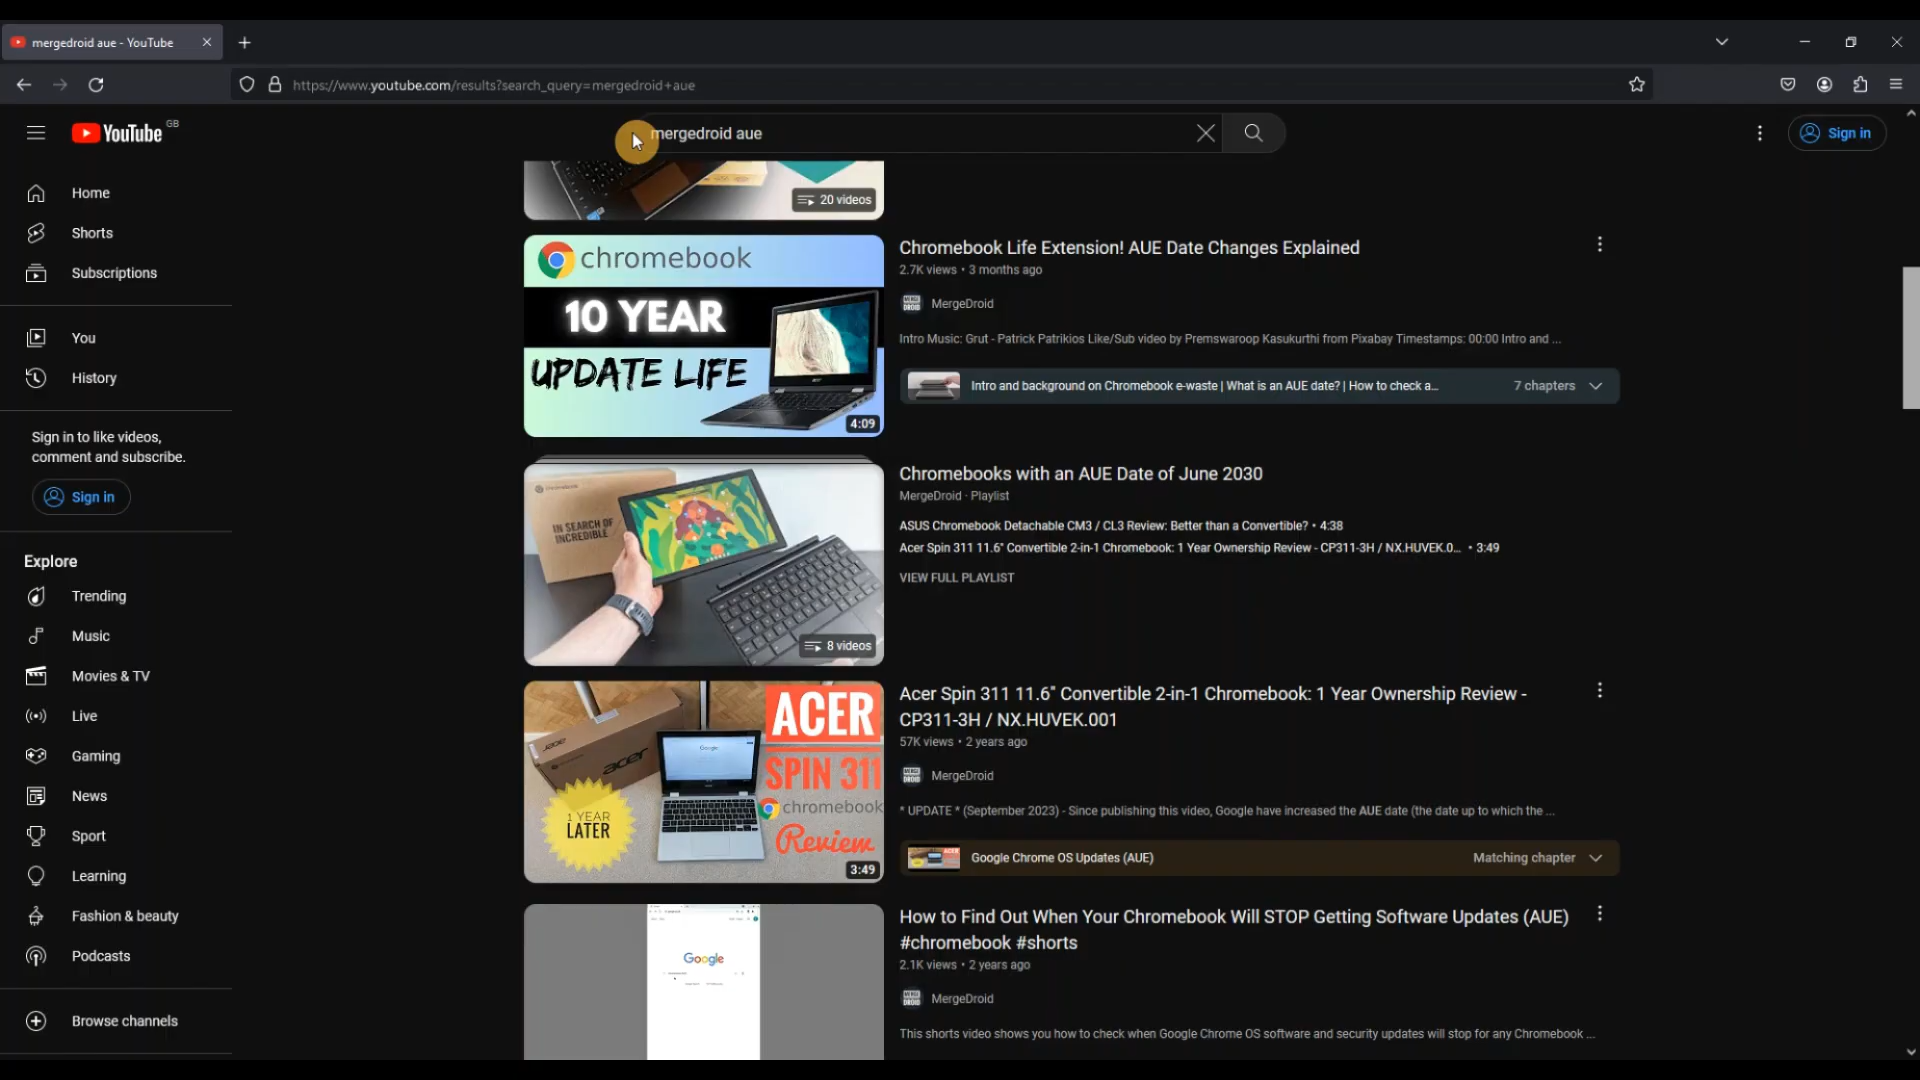 mergedroid aue - YouTube
https://www.youtube.com/results?search_query=mergedroid+aue
YouTube GB
mergedroid aue
Sign in
Home
Shorts
Subscriptions
You
History
Sign in to like videos,
comment and subscribe.
Sign in
Explore
Trending
Music
Movies & TV
Live
Gaming
News
Sport
Learning
Fashion & beauty
Podcasts
Browse channels
20 videos
chromebook
10 YEAR
UPDATE LIFE
4:09
Chromebook Life Extension! AUE Date Changes Explained
2.7K views • 3 months ago
MergeDroid
Intro Music: Grut - Patrick Patrikios Like/Sub video by Premswaroop Kasukurthi from Pixabay Timestamps: 00:00 Intro and ...
Intro and background on Chromebook e-waste | What is an AUE date? | How to check a...
7 chapters
IN SEARCH OF
INCREDIBLE
8 videos
Chromebooks with an AUE Date of June 2030
MergeDroid · Playlist
ASUS Chromebook Detachable CM3 / CL3 Review: Better than a Convertible? • 4:38
Acer Spin 311 11.6" Convertible 2-in-1 Chromebook: 1 Year Ownership Review - CP311-3H / NX.HUVEK.0... • 3:49
VIEW FULL PLAYLIST
acer
acer
ACER
SPIN 311
chromebook
Review
1 YEAR
LATER
3:49
Acer Spin 311 11.6" Convertible 2-in-1 Chromebook: 1 Year Ownership Review -
CP311-3H / NX.HUVEK.001
57K views • 2 years ago
MergeDroid
* UPDATE * (September 2023) - Since publishing this video, Google have increased the AUE date (the date up to which the ...
Google Chrome OS Updates (AUE)
Matching chapter
Google
How to Find Out When Your Chromebook Will STOP Getting Software Updates (AUE)
#chromebook #shorts
2.1K views • 2 years ago
MergeDroid
This shorts video shows you how to check when Google Chrome OS software and security updates will stop for any Chromebook ...